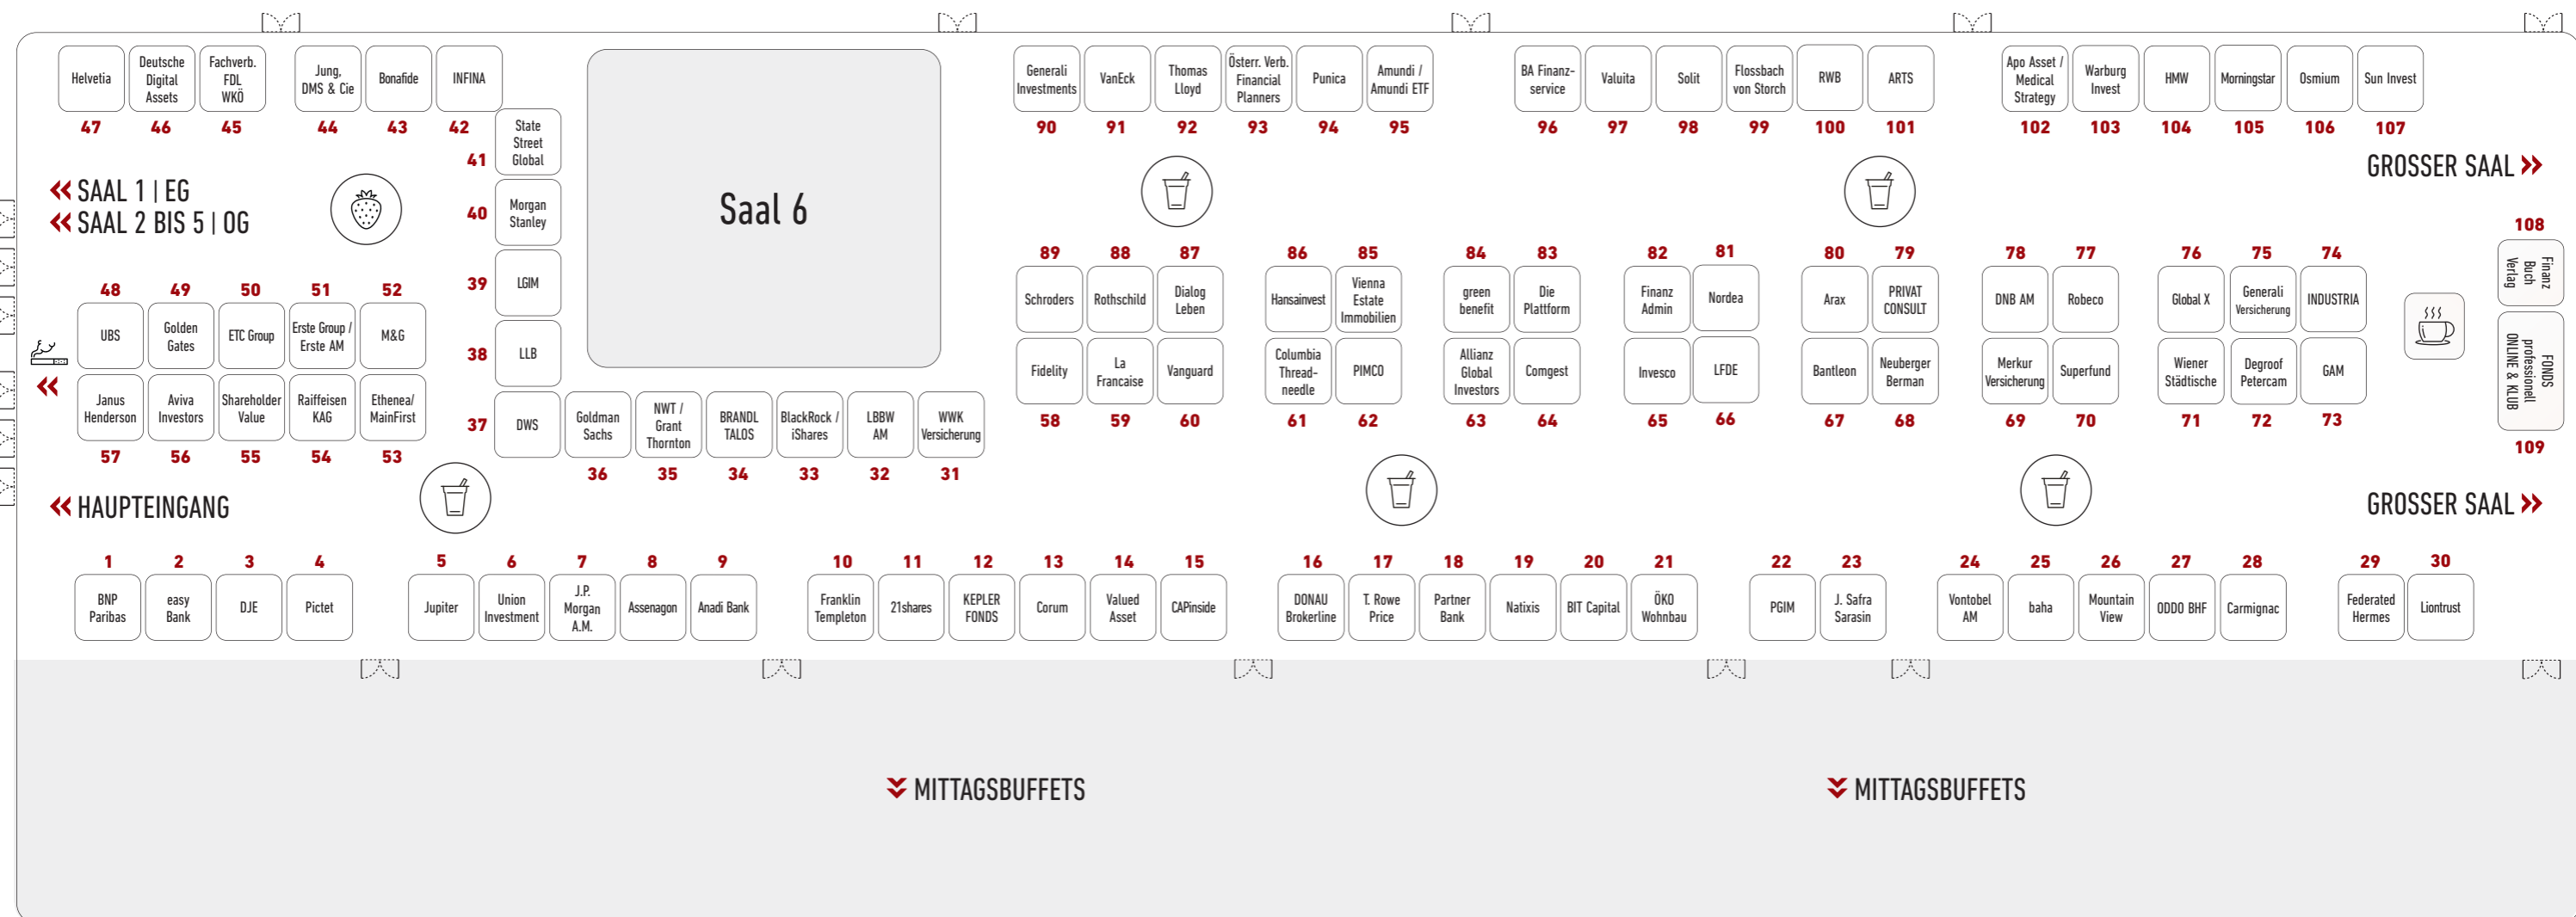 Helvetia
Deutsche
Digital
Assets
Fachverb.
FDL
WKÖ
Jung,
DMS & Cie
Bonafide
INFINA
47
46
45
44
43
42
State
Street
Global
41
Morgan
Stanley
40
LGIM
39
LLB
38
DWS
37
Saal 6
Generali
Investments
VanEck
Thomas
Lloyd
Österr. Verb.
Financial
Planners
Punica
Amundi /
Amundi ETF
90
91
92
93
94
95
BA Finanz-
service
Valuita
Solit
Flossbach
von Storch
RWB
ARTS
96
97
98
99
100
101
Apo Asset /
Medical
Strategy
Warburg
Invest
HMW
Morningstar
Osmium
Sun Invest
102
103
104
105
106
107
GROSSER SAAL
SAAL 1 | EG
SAAL 2 BIS 5 | OG
48
49
50
51
52
UBS
Golden
Gates
ETC Group
Erste Group /
Erste AM
M&G
Janus
Henderson
Aviva
Investors
Shareholder
Value
Raiffeisen
KAG
Ethenea/
MainFirst
57
56
55
54
53
Goldman
Sachs
NWT /
Grant
Thornton
BRANDL
TALOS
BlackRock /
iShares
LBBW
AM
WWK
Versicherung
36
35
34
33
32
31
89
88
87
Schroders
Rothschild
Dialog
Leben
Fidelity
La
Francaise
Vanguard
58
59
60
86
85
Hansainvest
Vienna
Estate
Immobilien
Columbia
Thread-
needle
PIMCO
61
62
84
83
green
benefit
Die
Plattform
Allianz
Global
Investors
Comgest
63
64
82
81
Finanz
Admin
Nordea
Invesco
LFDE
65
66
80
79
Arax
PRIVAT
CONSULT
Bantleon
Neuberger
Berman
67
68
78
77
DNB AM
Robeco
Merkur
Versicherung
Superfund
69
70
76
75
74
Global X
Generali
Versicherung
INDUSTRIA
Wiener
Städtische
Degroof
Petercam
GAM
71
72
73
108
Finanz
Buch
Verlag
FONDS
professionell
ONLINE & KLUB
109
HAUPTEINGANG
GROSSER SAAL
1
2
3
4
BNP
Paribas
easy
Bank
DJE
Pictet
5
6
7
8
9
Jupiter
Union
Investment
J.P.
Morgan
A.M.
Assenagon
Anadi Bank
10
11
12
13
14
15
Franklin
Templeton
21shares
KEPLER
FONDS
Corum
Valued
Asset
CAPinside
16
17
18
19
20
21
DONAU
Brokerline
T. Rowe
Price
Partner
Bank
Natixis
BIT Capital
ÖKO
Wohnbau
22
23
PGIM
J. Safra
Sarasin
24
25
26
27
28
Vontobel
AM
baha
Mountain
View
ODDO BHF
Carmignac
29
30
Federated
Hermes
Liontrust
MITTAGSBUFFETS
MITTAGSBUFFETS